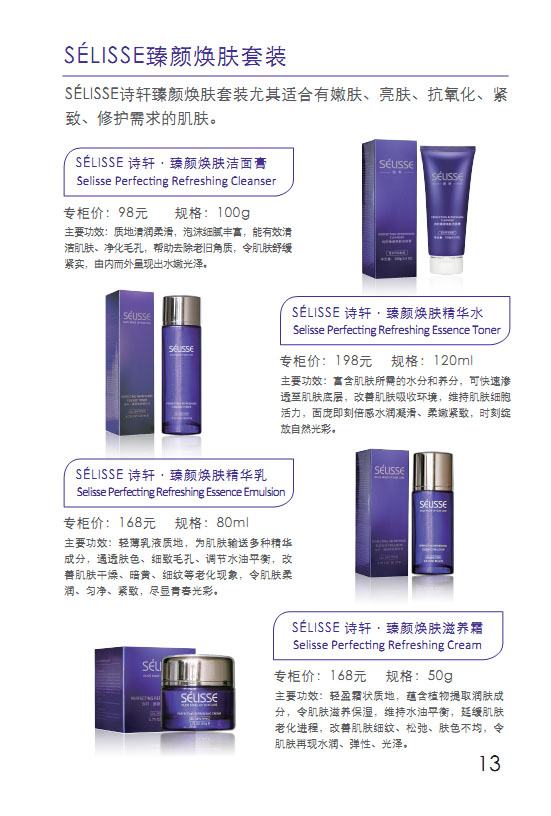 SÉLISSE臻颜焕肤套装
SÉLISSE诗轩臻颜焕肤套装尤其适合有嫩肤、亮肤、抗氧化、紧
致、修护需求的肌肤。
SÉLISSE 诗轩·臻颜焕肤洁面膏
Selisse Perfecting Refreshing Cleanser
专柜价：98元 规格：100g
主要功效：质地清润柔滑，泡沫细腻丰富，能有效清
洁肌肤、净化毛孔，帮助去除老旧角质，令肌肤舒缓
紧实，由内而外呈现出水嫩光泽。
SÉLISSE
SÉLISSE
SÉLISSE 诗轩·臻颜焕肤精华水
Selisse Perfecting Refreshing Essence Toner
专柜价：198元 规格：120ml
主要功效：富含肌肤所需的水分和养分，可快速渗
透至肌肤底层，改善肌肤吸收环境，维持肌肤细胞
活力，面庞即刻倍感水润凝滑、柔嫩紧致，时刻绽
放自然光彩。
SÉLISSE
SÉLISSE
SÉLISSE 诗轩·臻颜焕肤精华乳
Selisse Perfecting Refreshing Essence Emulsion
专柜价：168元 规格：80ml
主要功效：轻薄乳液质地，为肌肤输送多种精华
成分，通透肤色、细致毛孔、调节水油平衡，改
善肌肤干燥、暗黄、细纹等老化现象，令肌肤柔
润、匀净、紧致，尽显青春光彩。
SÉLISSE
SÉLISSE
SÉLISSE 诗轩·臻颜焕肤滋养霜
Selisse Perfecting Refreshing Cream
专柜价：168元 规格：50g
主要功效：轻盈霜状质地，蕴含植物提取润肤成
分，令肌肤滋养保湿，维持水油平衡，延缓肌肤
老化进程，改善肌肤细纹、松弛、肤色不均，令
肌肤再现水润、弹性、光泽。
SÉLISSE
13